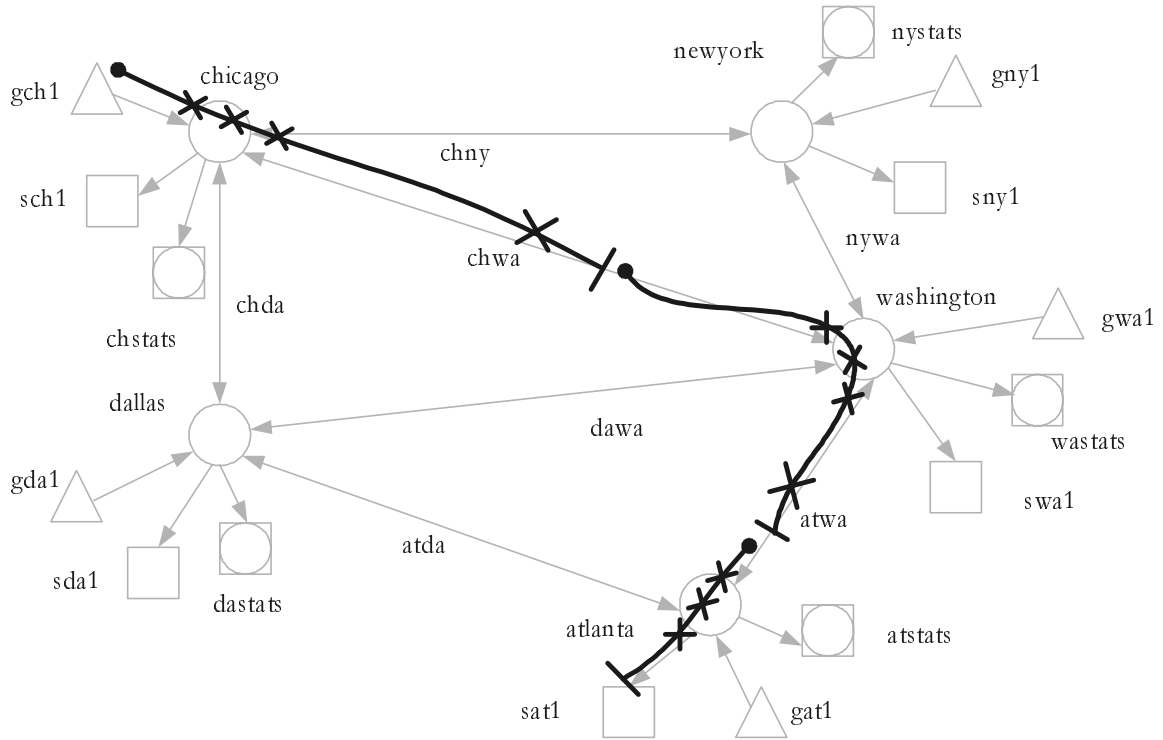 nystats
newyork
chicago
gny1
gch1
chny
sch1
sny1
nywa
chwa
washington
chda
gwa1
chstats
dallas
dawa
wastats
gda1
swa1
atwa
atda
sda1
dastats
atlanta
atstats
sat1
gat1